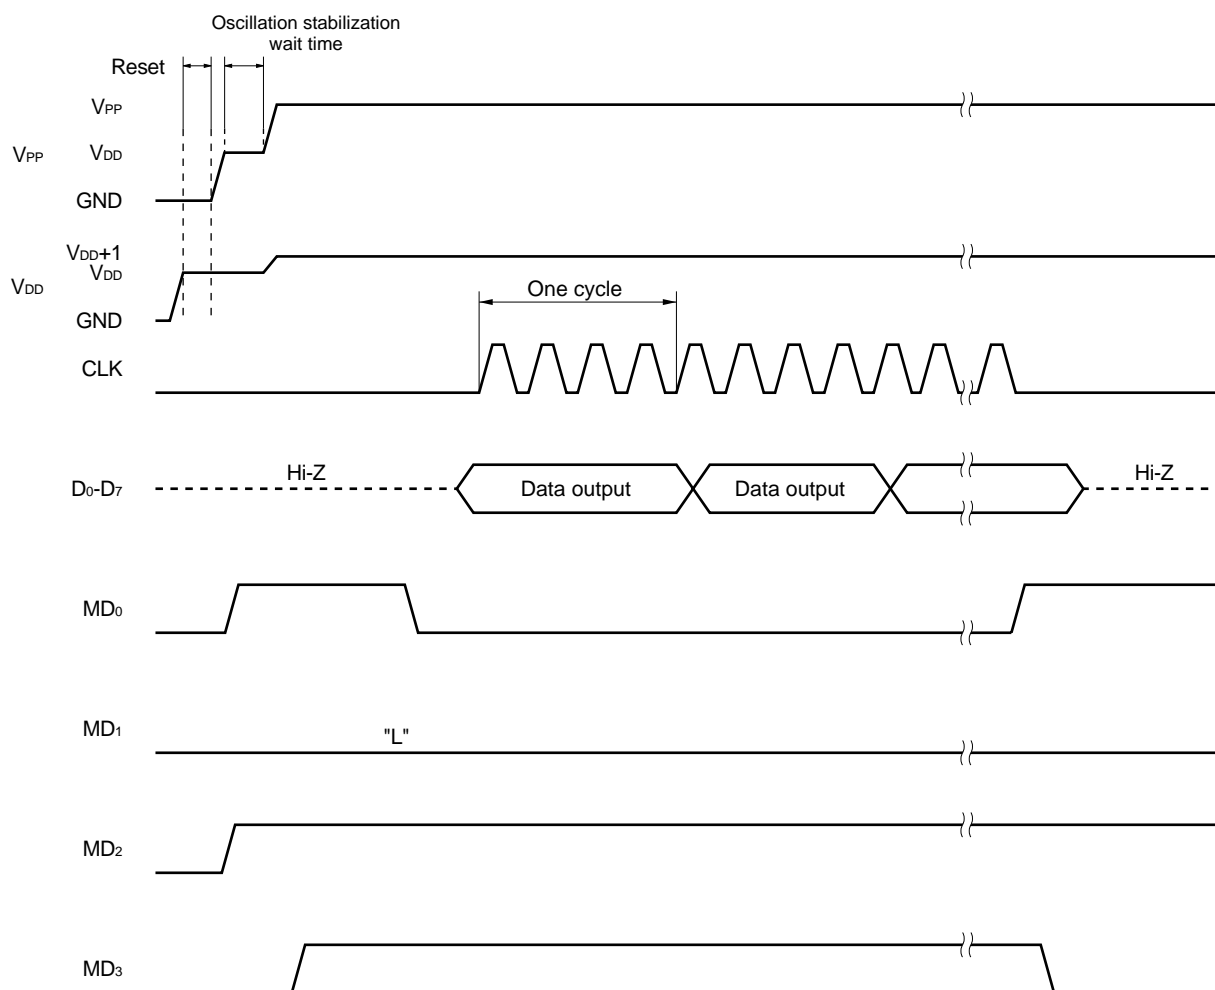 Oscillation stabilization
wait time
Reset
VPP
VPP
VDD
GND
VDD+1
VDD
VDD
GND
One cycle
CLK
Hi-Z
Hi-Z
D0-D7
Data output
Data output
MD0
MD1
"L"
MD2
MD3